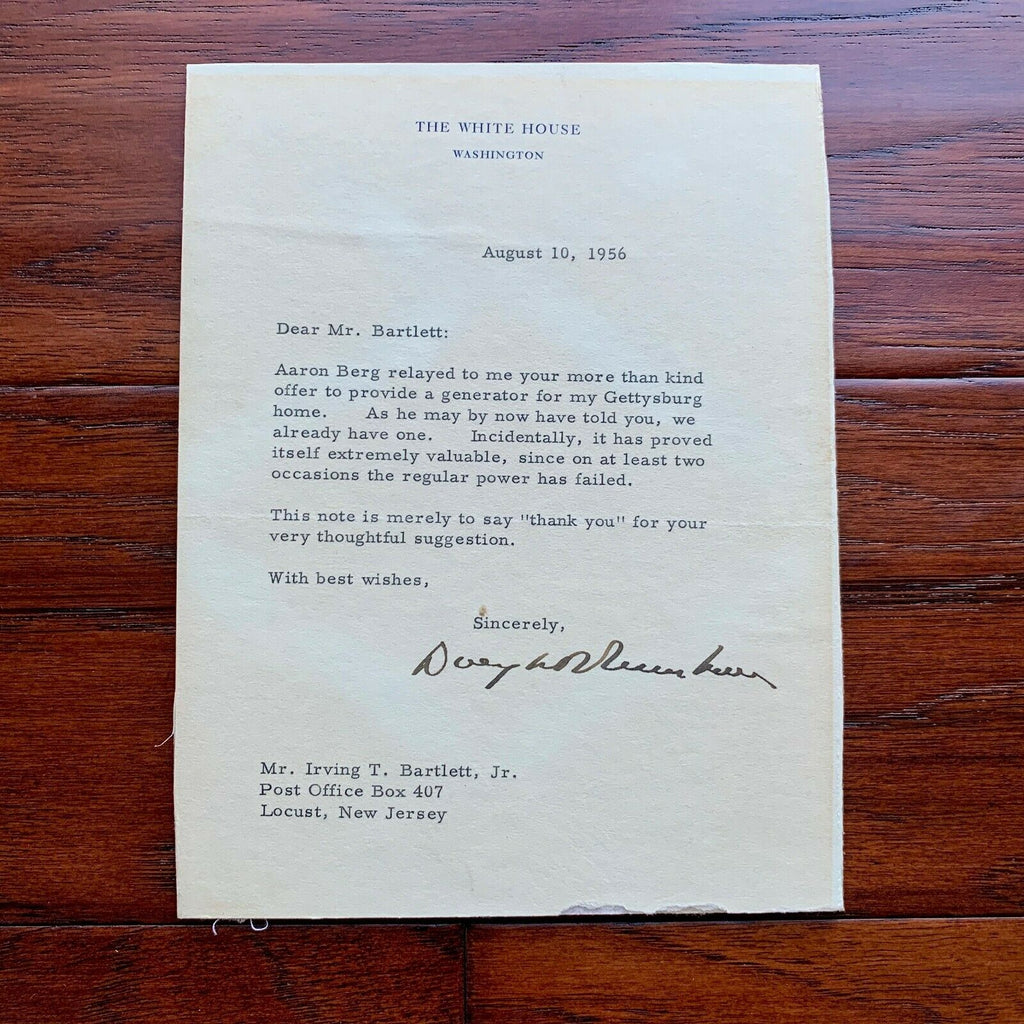 THE WHITE HOUSE
WASHINGTON
August 10, 1956
Dear Mr. Bartlett:
Aaron Berg relayed to me your more than kind
offer to provide a generator for my Gettysburg
home. As he may by now have told you, we
already have one. Incidentally, it has proved
itself extremely valuable, since on at least two
occasions the regular power has failed.
This note is merely to say "thank you" for your
very thoughtful suggestion.
With best wishes,
Sincerely,
Dwight D Eisenhower
Mr. Irving T. Bartlett, Jr.
Post Office Box 407
Locust, New Jersey